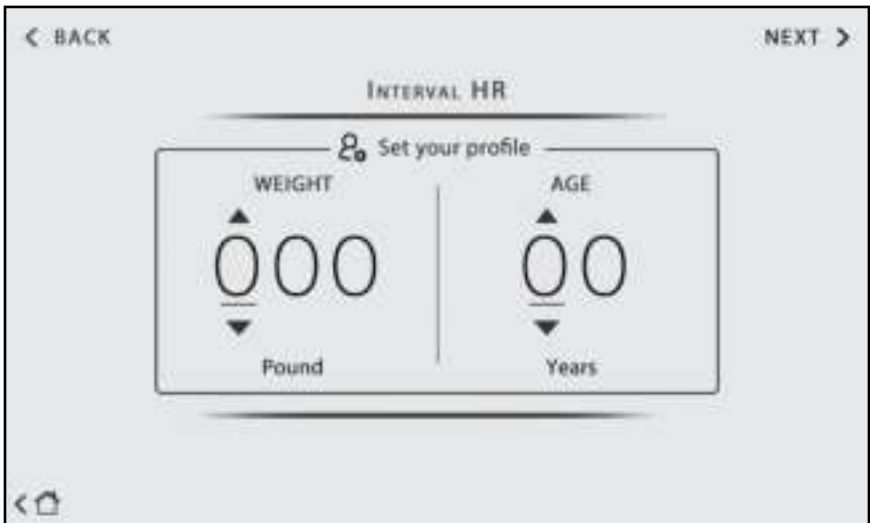 BACK
NEXT
INTERVAL HR
Set your profile
WEIGHT
AGE
000
00
Pound
Years